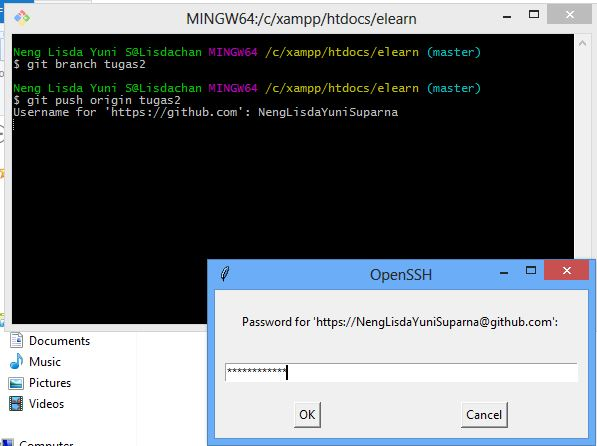 MINGW64:/c/xampp/htdocs/elearn
Neng Lisda Yuni S@Lisdachan MINGW64 /c/xampp/htdocs/elearn (master)
$ git branch tugas2
Neng Lisda Yuni S@Lisdachan MINGW64 /c/xampp/htdocs/elearn (master)
$ git push origin tugas2
Username for 'https://github.com': NengLisdaYuniSuparna
OpenSSH
Password for 'https://NengLisdaYuniSuparna@github.com':
************
OK
Cancel
Documents
Music
Pictures
Videos
Computer